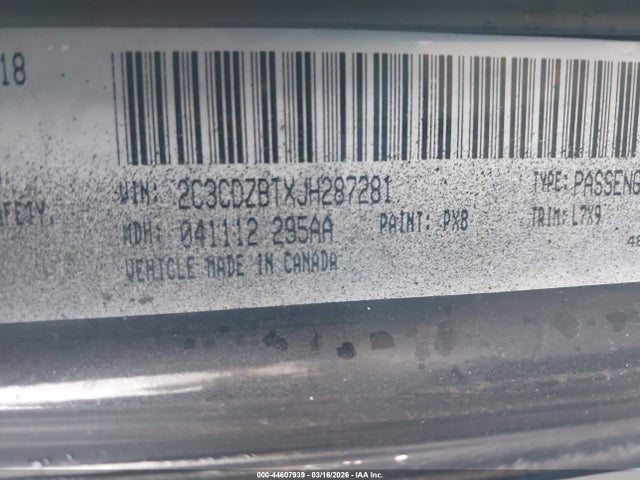 18
VIN: 2C3CDZBTXJH287281 TYPE: PASSENG
AFETY,
MDH: 041112 295AA PAINT: PX8 TRIM: L7X9
VEHICLE MADE IN CANADA
000-44607939 - 03/16/2026 - IAA Inc.